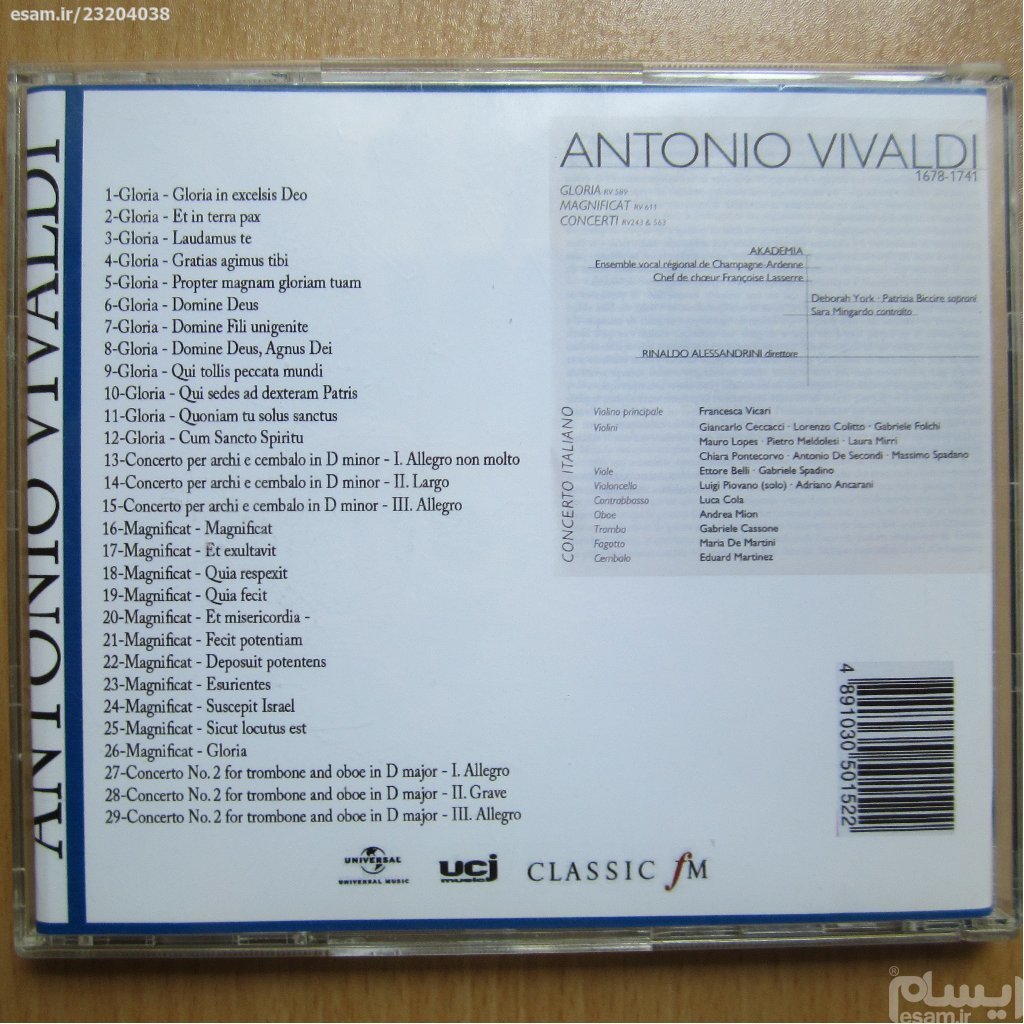 esam.ir/23204038
ANTONIO VIVALDI
1-Gloria - Gloria in excelsis Deo
2-Gloria - Et in terra pax
3-Gloria - Laudamus te
4-Gloria - Gratias agimus tibi
5-Gloria - Propter magnam gloriam tuam
6-Gloria - Domine Deus
7-Gloria - Domine Fili unigenite
8-Gloria - Domine Deus, Agnus Dei
9-Gloria - Qui tollis peccata mundi
10-Gloria - Qui sedes ad dexteram Patris
11-Gloria - Quoniam tu solus sanctus
12-Gloria - Cum Sancto Spiritu
13-Concerto per archi e cembalo in D minor - I. Allegro non molto
14-Concerto per archi e cembalo in D minor - II. Largo
15-Concerto per archi e cembalo in D minor - III. Allegro
16-Magnificat - Magnificat
17-Magnificat - Et exultavit
18-Magnificat - Quia respexit
19-Magnificat - Quia fecit
20-Magnificat - Et misericordia -
21-Magnificat - Fecit potentiam
22-Magnificat - Deposuit potentens
23-Magnificat - Esurientes
24-Magnificat - Suscepit Israel
25-Magnificat - Sicut locutus est
26-Magnificat - Gloria
27-Concerto No. 2 for trombone and oboe in D major - I. Allegro
28-Concerto No. 2 for trombone and oboe in D major - II. Grave
29-Concerto No. 2 for trombone and oboe in D major - III. Allegro
ANTONIO VIVALDI
1678-1741
GLORIA RV 589
MAGNIFICAT RV 611
CONCERTI RV243 & 563
AKADEMIA
Ensemble vocal régional de Champagne-Ardenne
Chef de chœur Françoise Lasserre
Deborah York · Patrizia Biccire soprani
Sara Mingardo contralto
RINALDO ALESSANDRINI direttore
CONCERTO ITALIANO
Violino principale Francesca Vicari
Violini Giancarlo Ceccacci · Lorenzo Colitto · Gabriele Folchi
Mauro Lopes · Pietro Meldolesi · Laura Mirri
Chiara Pontecorvo · Antonio De Secondi · Massimo Spadano
Viole Ettore Belli · Gabriele Spadino
Violoncello Luigi Piovano (solo) · Adriano Ancarani
Contrabbasso Luca Cola
Oboe Andrea Mion
Tromba Gabriele Cassone
Fagotto Maria De Martini
Cembalo Eduard Martinez
4 891030 501522
UNIVERSAL
UNIVERSAL MUSIC
ucj
music
CLASSIC fM
ایسام®
esam.ir